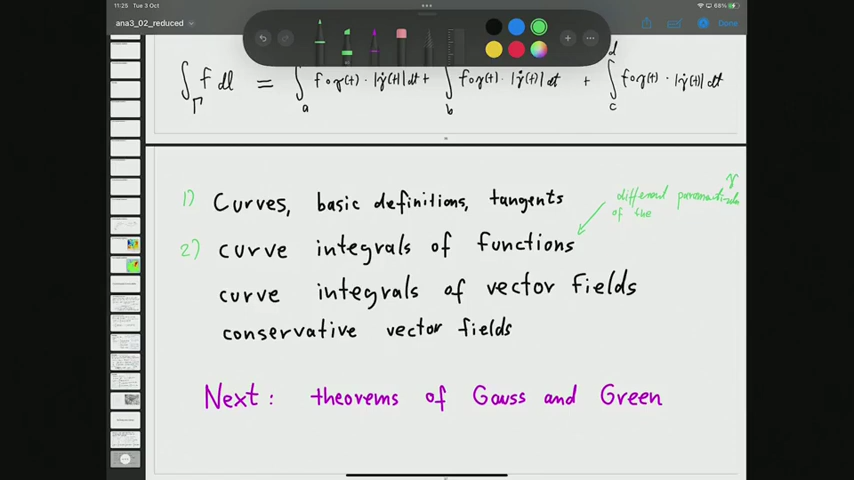 11:25 Tue 3 Oct
68%
ana3_02_reduced
Done
∫_Γ f dl = ∫_a f∘γ(t) · |γ̇(t)| dt + ∫_b f∘γ(t) · |γ̇(t)| dt + ∫_c^d f∘γ(t) · |γ̇(t)| dt
1) Curves, basic definitions, tangents
different
of the
γ
2) curve integrals of functions
curve integrals of vector fields
conservative vector fields
Next: theorems of Gauss and Green